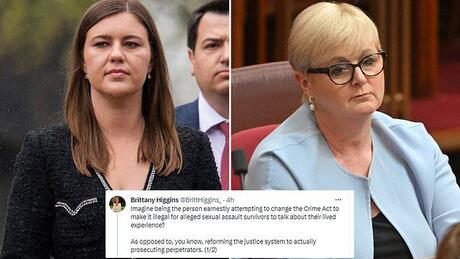 Brittany Higgins @BrittHiggins_ · 4h
Imagine being the person earnestly attempting to change the Crime Act to
make it illegal for alleged sexual assault survivors to talk about their lived
experience?
As opposed to, you know, reforming the justice system to actually
prosecuting perpetrators. (1/2)